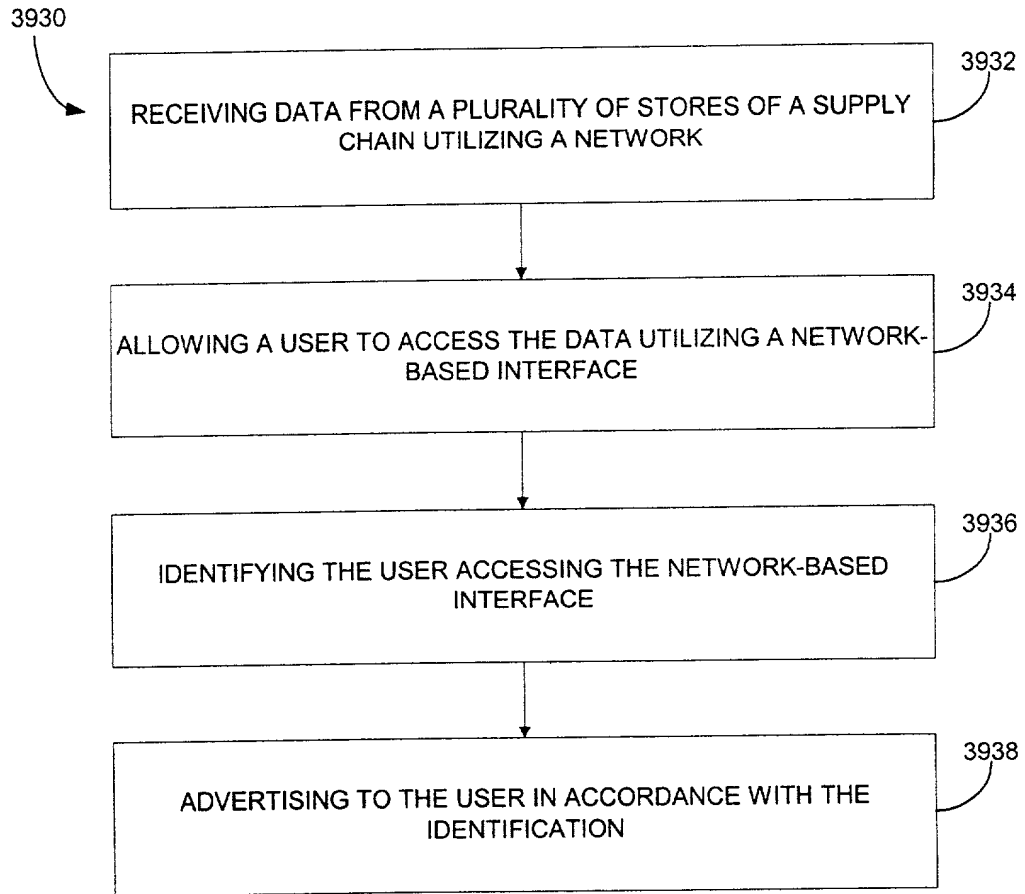 3930
3932
RECEIVING DATA FROM A PLURALITY OF STORES OF A SUPPLY
CHAIN UTILIZING A NETWORK
3934
ALLOWING A USER TO ACCESS THE DATA UTILIZING A NETWORK-
BASED INTERFACE
3936
IDENTIFYING THE USER ACCESSING THE NETWORK-BASED
INTERFACE
3938
ADVERTISING TO THE USER IN ACCORDANCE WITH THE
IDENTIFICATION